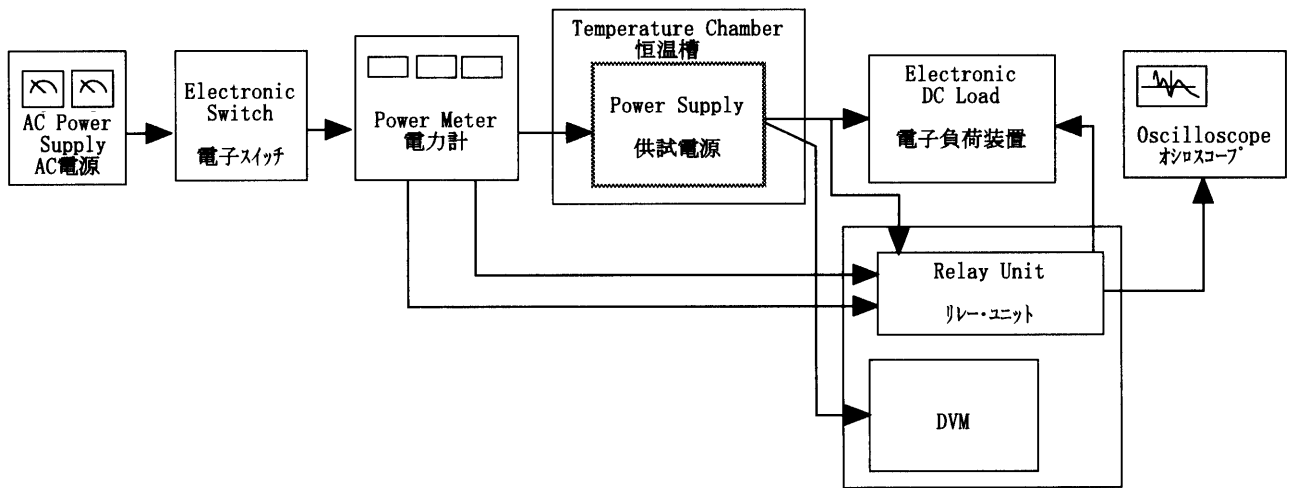 AC Power
Supply
AC電源
Electronic
Switch
電子スイッチ
Power Meter
電力計
Temperature Chamber
恒温槽
Power Supply
供試電源
Electronic
DC Load
電子負荷装置
Oscilloscope
オシロスコープ
Relay Unit
リレー・ユニット
DVM